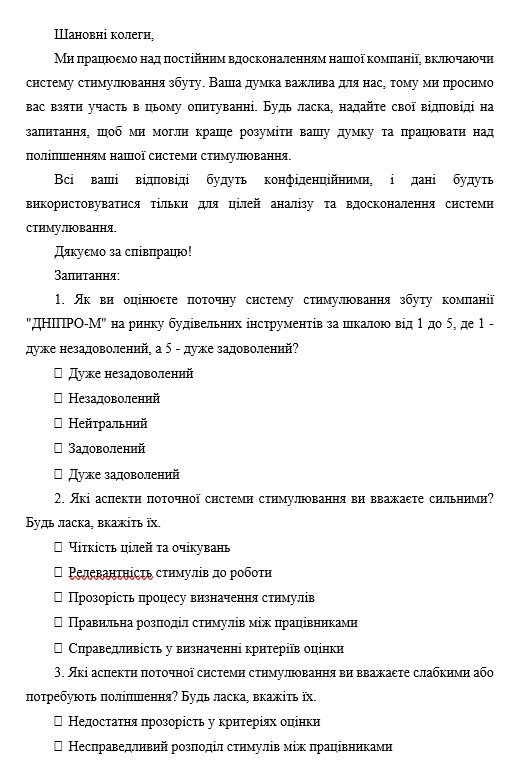 Шановні колеги,
Ми працюємо над постійним вдосконаленням нашої компанії, включаючи
систему стимулювання збуту. Ваша думка важлива для нас, тому ми просимо
вас взяти участь в цьому опитуванні. Будь ласка, надайте свої відповіді на
запитання, щоб ми могли краще розуміти вашу думку та працювати над
поліпшенням нашої системи стимулювання.
Всі ваші відповіді будуть конфіденційними, і дані будуть
використовуватися тільки для цілей аналізу та вдосконалення системи
стимулювання.
Дякуємо за співпрацю!
Запитання:
1. Як ви оцінюєте поточну систему стимулювання збуту компанії
"ДНІПРО-М" на ринку будівельних інструментів за шкалою від 1 до 5, де 1 -
дуже незадоволений, а 5 - дуже задоволений?
□ Дуже незадоволений
□ Незадоволений
□ Нейтральний
□ Задоволений
□ Дуже задоволений
2. Які аспекти поточної системи стимулювання ви вважаєте сильними?
Будь ласка, вкажіть їх.
□ Чіткість цілей та очікувань
□ Релевантність стимулів до роботи
□ Прозорість процесу визначення стимулів
□ Правильна розподіл стимулів між працівниками
□ Справедливість у визначенні критеріїв оцінки
3. Які аспекти поточної системи стимулювання ви вважаєте слабкими або
потребують поліпшення? Будь ласка, вкажіть їх.
□ Недостатня прозорість у критеріях оцінки
□ Несправедливий розподіл стимулів між працівниками